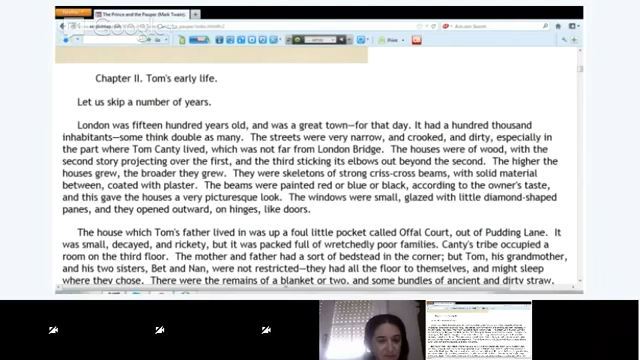 The Prince and the Pauper (Mark Twain)
Print
Chapter II. Tom's early life.
Let us skip a number of years.
London was fifteen hundred years old, and was a great town—for that day. It had a hundred thousand
inhabitants—some think double as many. The streets were very narrow, and crooked, and dirty, especially in
the part where Tom Canty lived, which was not far from London Bridge. The houses were of wood, with the
second story projecting over the first, and the third sticking its elbows out beyond the second. The higher the
houses grew, the broader they grew. They were skeletons of strong criss-cross beams, with solid material
between, coated with plaster. The beams were painted red or blue or black, according to the owner's taste,
and this gave the houses a very picturesque look. The windows were small, glazed with little diamond-shaped
panes, and they opened outward, on hinges, like doors.
The house which Tom's father lived in was up a foul little pocket called Offal Court, out of Pudding Lane. It
was small, decayed, and rickety, but it was packed full of wretchedly poor families. Canty's tribe occupied a
room on the third floor. The mother and father had a sort of bedstead in the corner; but Tom, his grandmother,
and his two sisters, Bet and Nan, were not restricted—they had all the floor to themselves, and might sleep
where they chose. There were the remains of a blanket or two, and some bundles of ancient and dirty straw,